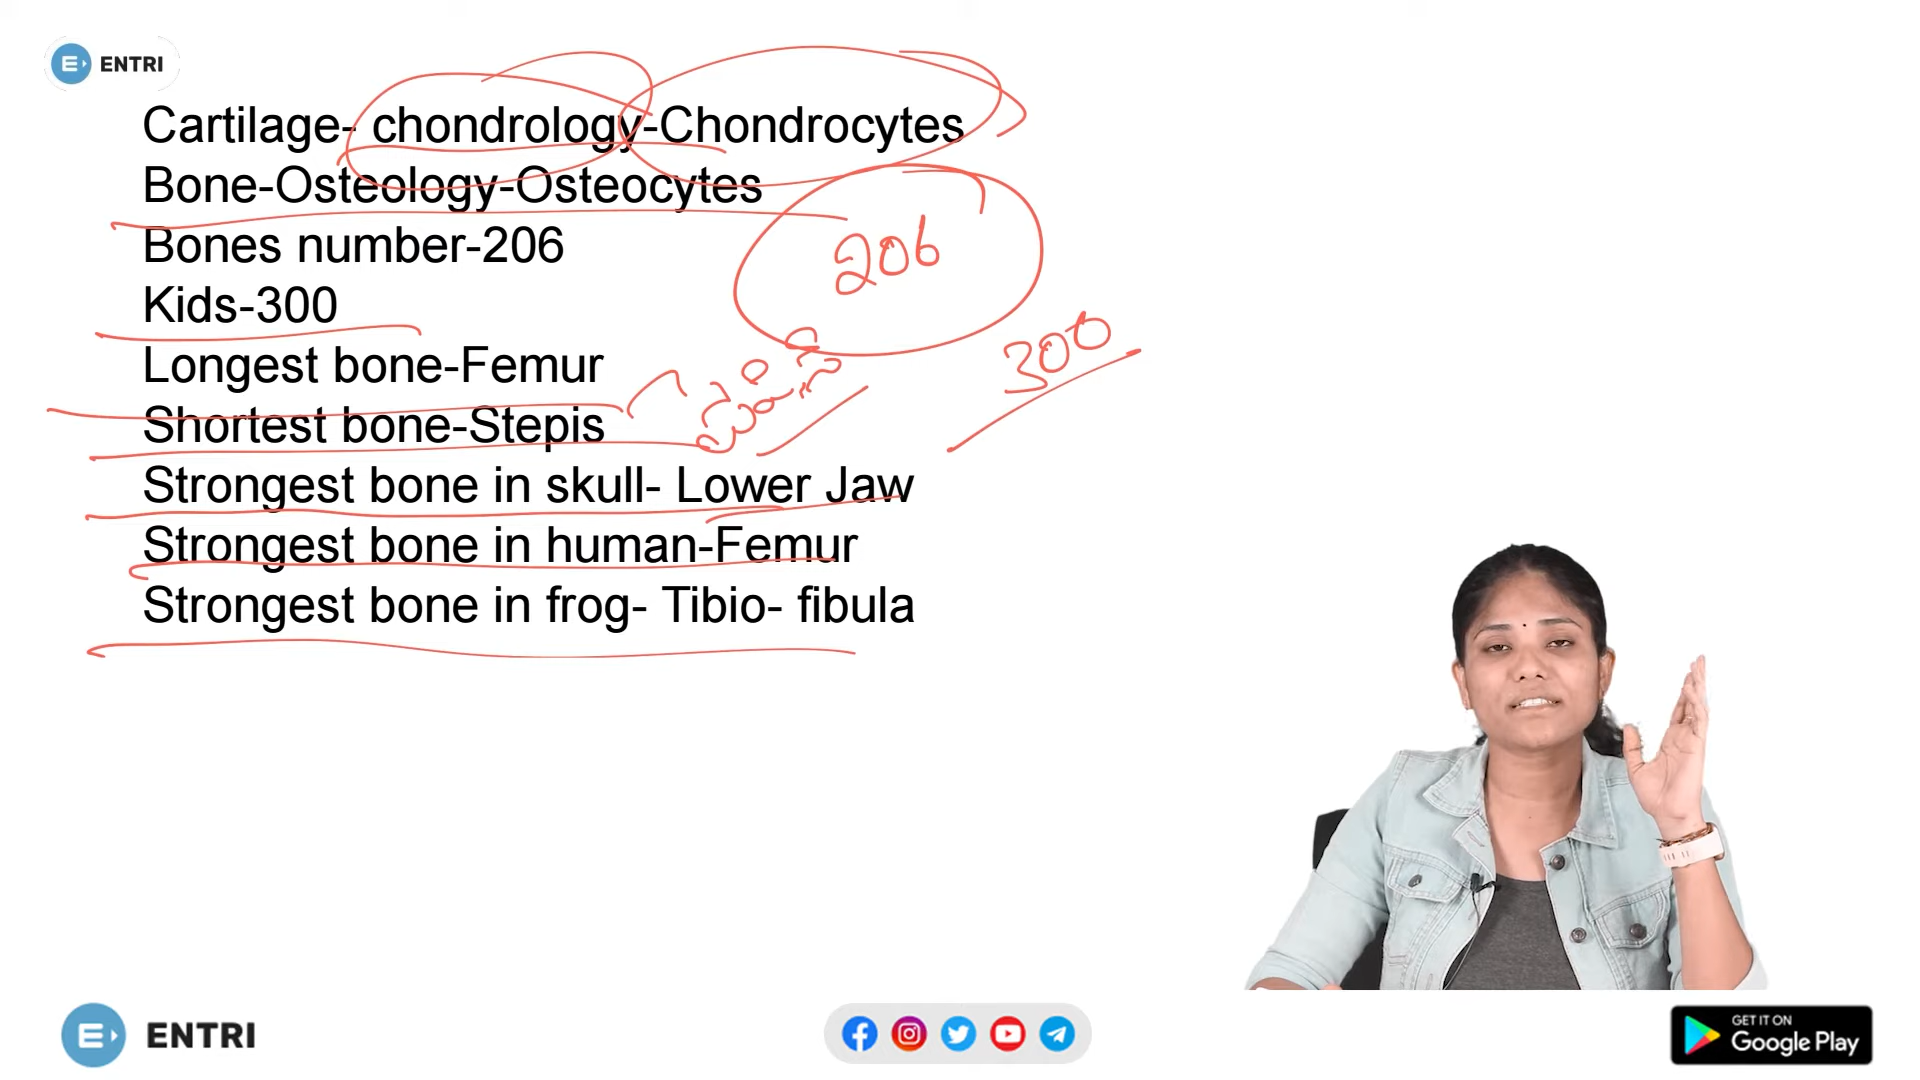 ENTRI
Cartilage- chondrology-Chondrocytes
Bone-Osteology-Osteocytes
Bones number-206
206
Kids-300
300
Longest bone-Femur
Shortest bone-Stepis
Strongest bone in skull- Lower Jaw
Strongest bone in human-Femur
Strongest bone in frog- Tibio- fibula
ENTRI
GET IT ON
Google Play